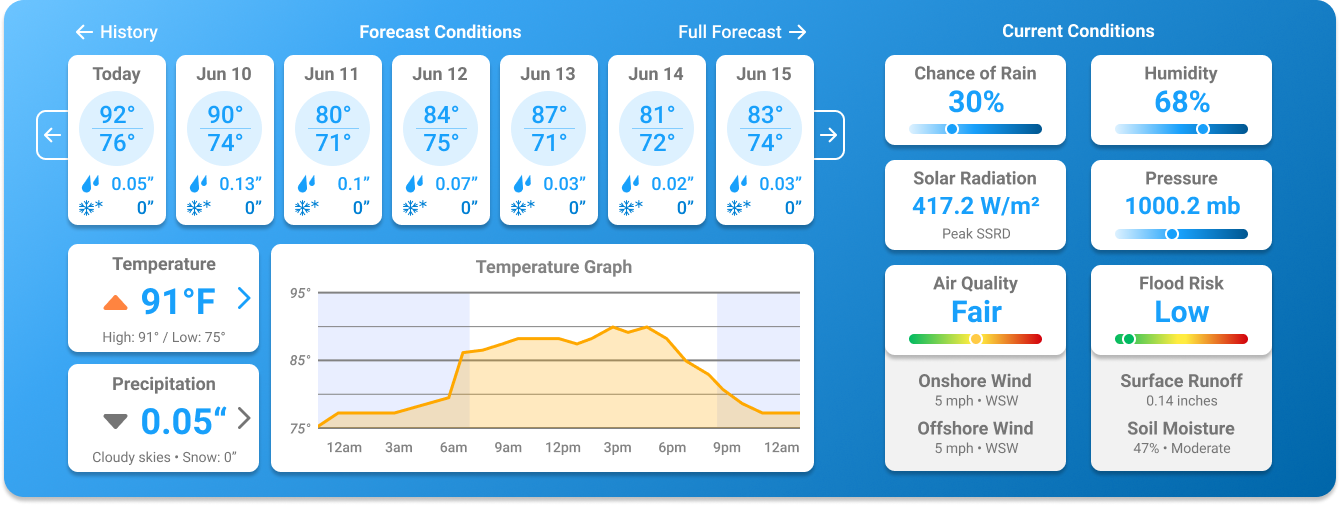 ← History
Forecast Conditions
Full Forecast →
Today
92°
76°
0.05”
0”
Jun 10
90°
74°
0.13”
0”
Jun 11
80°
71°
0.1”
0”
Jun 12
84°
75°
0.07”
0”
Jun 13
87°
71°
0.03”
0”
Jun 14
81°
72°
0.02”
0”
Jun 15
83°
74°
0.03”
0”
Temperature
91°F
High: 91° / Low: 75°
Precipitation
0.05“
Cloudy skies • Snow: 0”
Temperature Graph
95°
85°
75°
12am 3am 6am 9am 12pm 3pm 6pm 9pm 12am
Current Conditions
Chance of Rain
30%
Humidity
68%
Solar Radiation
417.2 W/m²
Peak SSRD
Pressure
1000.2 mb
Air Quality
Fair
Onshore Wind
5 mph • WSW
Offshore Wind
5 mph • WSW
Flood Risk
Low
Surface Runoff
0.14 inches
Soil Moisture
47% • Moderate